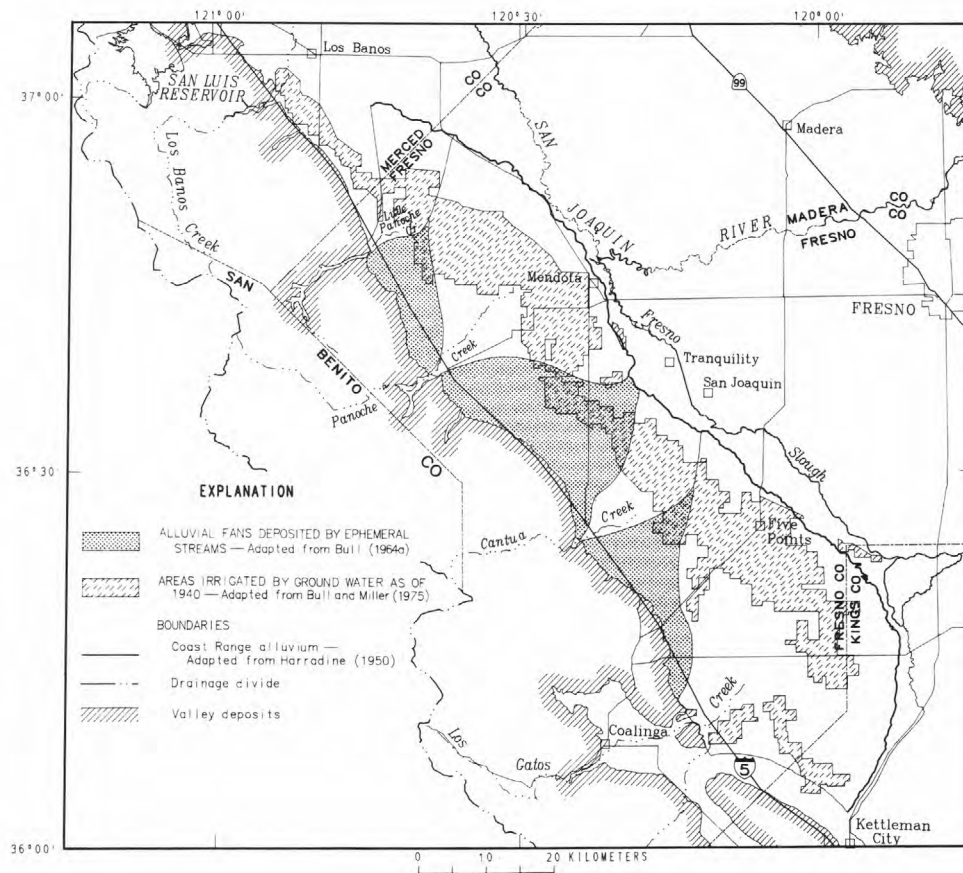 121°00'
120°30'
120°00'
37°00'
36°30'
36°00'
Los Banos
SAN LUIS
RESERVOIR
Los Banos
Creek
MERCED
FRESNO
CO
CO
SAN
JOAQUIN
RIVER
99
Madera
MADERA
FRESNO
CO
CO
Little
Panoche
Cr
Mendota
FRESNO
Fresno
Slough
Tranquility
San Joaquin
SAN
BENITO
CO
Panoche
Creek
Cantua
Creek
Five
Points
FRESNO CO
KINGS CO
Los
Gatos
Creek
Coalinga
5
Kettleman
City
EXPLANATION
ALLUVIAL FANS DEPOSITED BY EPHEMERAL
STREAMS — Adapted from Bull (1964a)
AREAS IRRIGATED BY GROUND WATER AS OF
1940 — Adapted from Bull and Miller (1975)
BOUNDARIES
Coast Range alluvium —
Adapted from Harradine (1950)
Drainage divide
Valley deposits
0 10 20 KILOMETERS